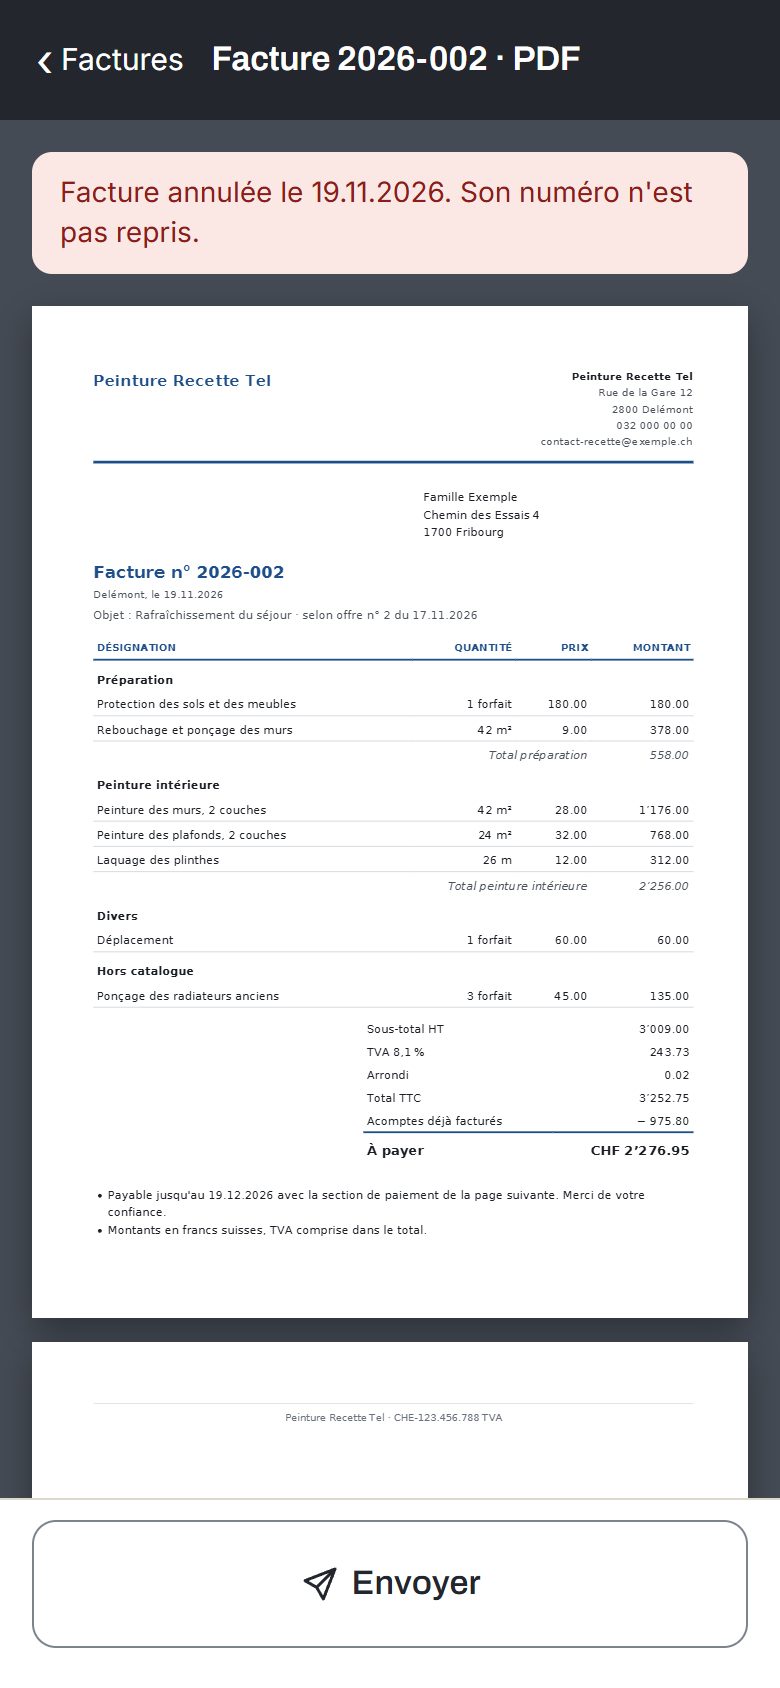 ‹ Factures Facture 2026-002 · PDF
Facture annulée le 19.11.2026. Son numéro n'est
pas repris.
Peinture Recette Tel
Peinture Recette Tel
Rue de la Gare 12
2800 Delémont
032 000 00 00
contact-recette@exemple.ch
Famille Exemple
Chemin des Essais 4
1700 Fribourg
Facture n° 2026-002
Delémont, le 19.11.2026
Objet : Rafraîchissement du séjour · selon offre n° 2 du 17.11.2026
DÉSIGNATION QUANTITÉ PRIX MONTANT
Préparation
Protection des sols et des meubles 1 forfait 180.00 180.00
Rebouchage et ponçage des murs 42 m² 9.00 378.00
Total préparation 558.00
Peinture intérieure
Peinture des murs, 2 couches 42 m² 28.00 1’176.00
Peinture des plafonds, 2 couches 24 m² 32.00 768.00
Laquage des plinthes 26 m 12.00 312.00
Total peinture intérieure 2’256.00
Divers
Déplacement 1 forfait 60.00 60.00
Hors catalogue
Ponçage des radiateurs anciens 3 forfait 45.00 135.00
Sous-total HT 3’009.00
TVA 8,1 % 243.73
Arrondi 0.02
Total TTC 3’252.75
Acomptes déjà facturés − 975.80
À payer CHF 2’276.95
• Payable jusqu'au 19.12.2026 avec la section de paiement de la page suivante. Merci de votre
confiance.
• Montants en francs suisses, TVA comprise dans le total.
Peinture Recette Tel · CHE-123.456.788 TVA
Envoyer